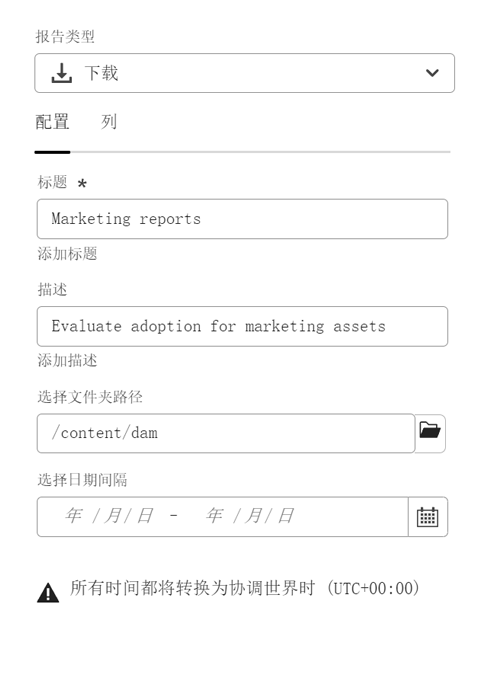 报告类型
下载
配置 列
标题 *
Marketing reports
添加标题
描述
Evaluate adoption for marketing assets
添加描述
选择文件夹路径
/content/dam
选择日期间隔
年 /月/日 - 年 /月/日
所有时间都将转换为协调世界时 (UTC+00:00)